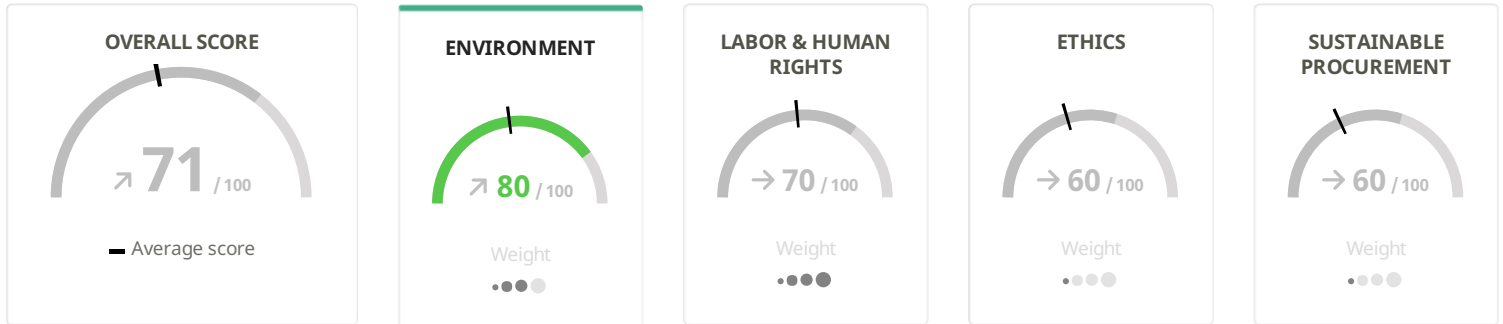 OVERALL SCORE
71 / 100
Average score
ENVIRONMENT
80 / 100
Weight
LABOR & HUMAN
RIGHTS
70 / 100
Weight
ETHICS
60 / 100
Weight
SUSTAINABLE
PROCUREMENT
60 / 100
Weight